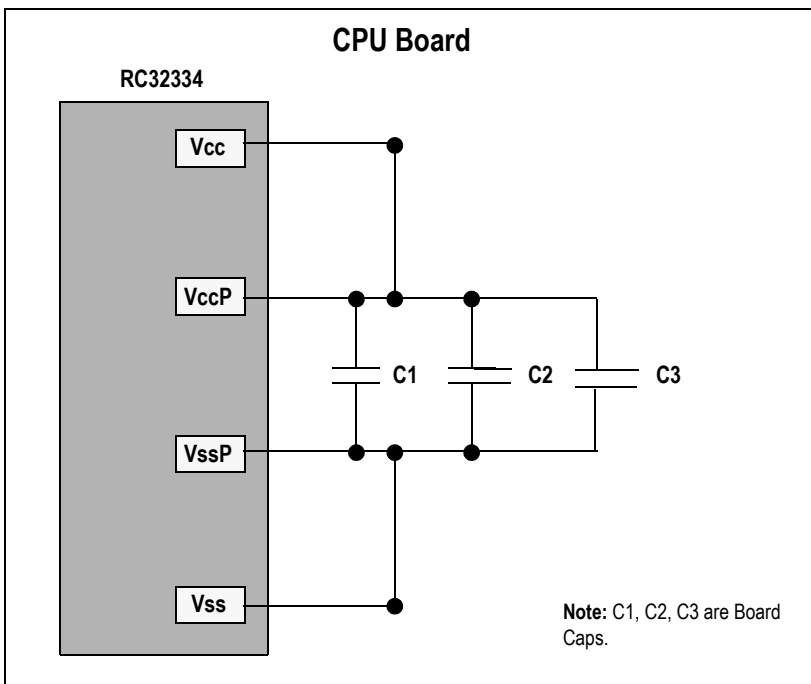 CPU Board
RC32334
Vcc
VccP
C1
C2
C3
VssP
Vss
Note: C1, C2, C3 are Board
Caps.